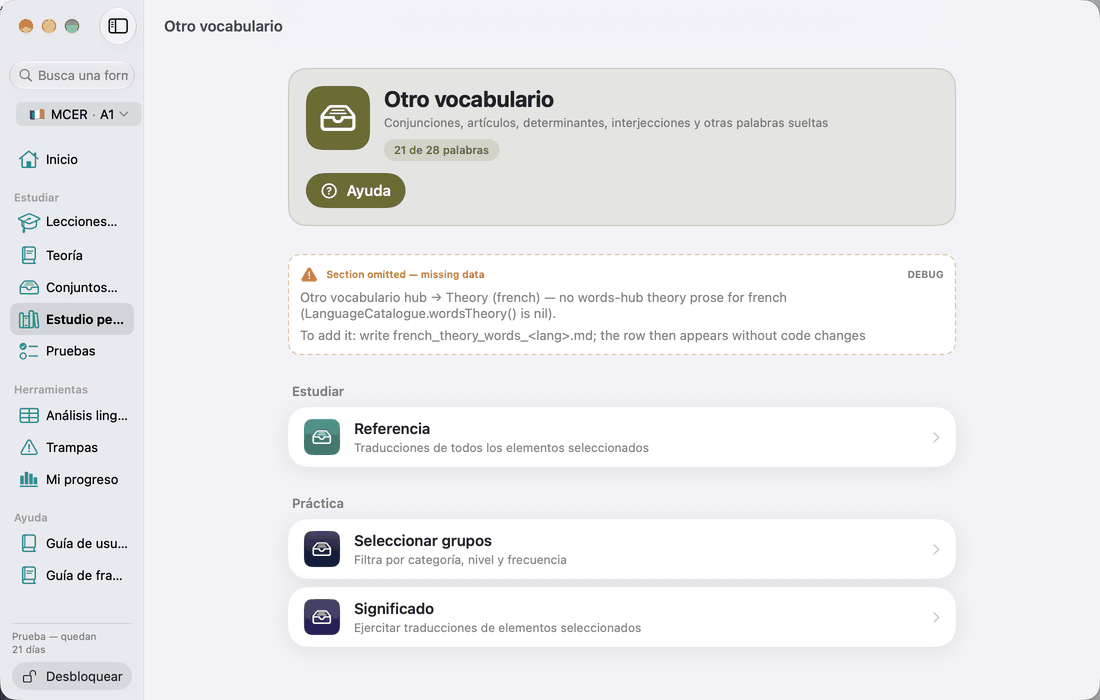 Otro vocabulario
Busca una forn
MCER · A1
Inicio
Estudiar
Lecciones...
Teoría
Conjuntos...
Estudio pe...
Pruebas
Herramientas
Análisis ling...
Trampas
Mi progreso
Ayuda
Guía de usu...
Guía de fra...
Prueba — quedan
21 días
Desbloquear
Otro vocabulario
Conjunciones, artículos, determinantes, interjecciones y otras palabras sueltas
21 de 28 palabras
Ayuda
Section omitted — missing data
DEBUG
Otro vocabulario hub → Theory (french) — no words-hub theory prose for french
(LanguageCatalogue.wordsTheory() is nil).
To add it: write french_theory_words_<lang>.md; the row then appears without code changes
Estudiar
Referencia
Traducciones de todos los elementos seleccionados
Práctica
Seleccionar grupos
Filtra por categoría, nivel y frecuencia
Significado
Ejercitar traducciones de elementos seleccionados